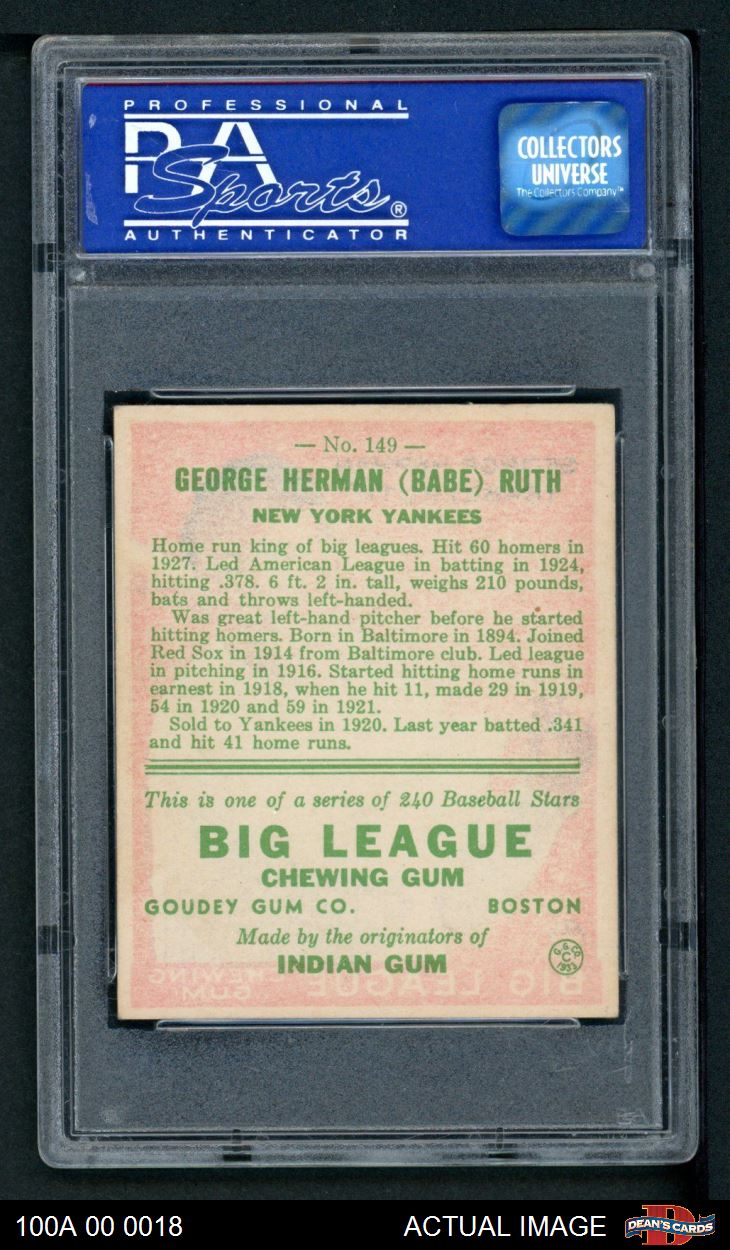 PROFESSIONAL
PSA
Sports®
AUTHENTICATOR
COLLECTORS
UNIVERSE
The Collectors Company™
— No. 149 —
GEORGE HERMAN (BABE) RUTH
NEW YORK YANKEES
Home run king of big leagues. Hit 60 homers in
1927. Led American League in batting in 1924,
hitting .378. 6 ft. 2 in. tall, weighs 210 pounds,
bats and throws left-handed.
Was great left-hand pitcher before he started
hitting homers. Born in Baltimore in 1894. Joined
Red Sox in 1914 from Baltimore club. Led league
in pitching in 1916. Started hitting home runs in
earnest in 1918, when he hit 11, made 29 in 1919,
54 in 1920 and 59 in 1921.
Sold to Yankees in 1920. Last year batted .341
and hit 41 home runs.
This is one of a series of 240 Baseball Stars
BIG LEAGUE
CHEWING GUM
GOUDEY GUM CO. BOSTON
Made by the originators of
INDIAN GUM
G. G. CO.
C
1933
BIG LEAGUE CHEWING
GUM
100A 00 0018 ACTUAL IMAGE DEAN'S CARDS